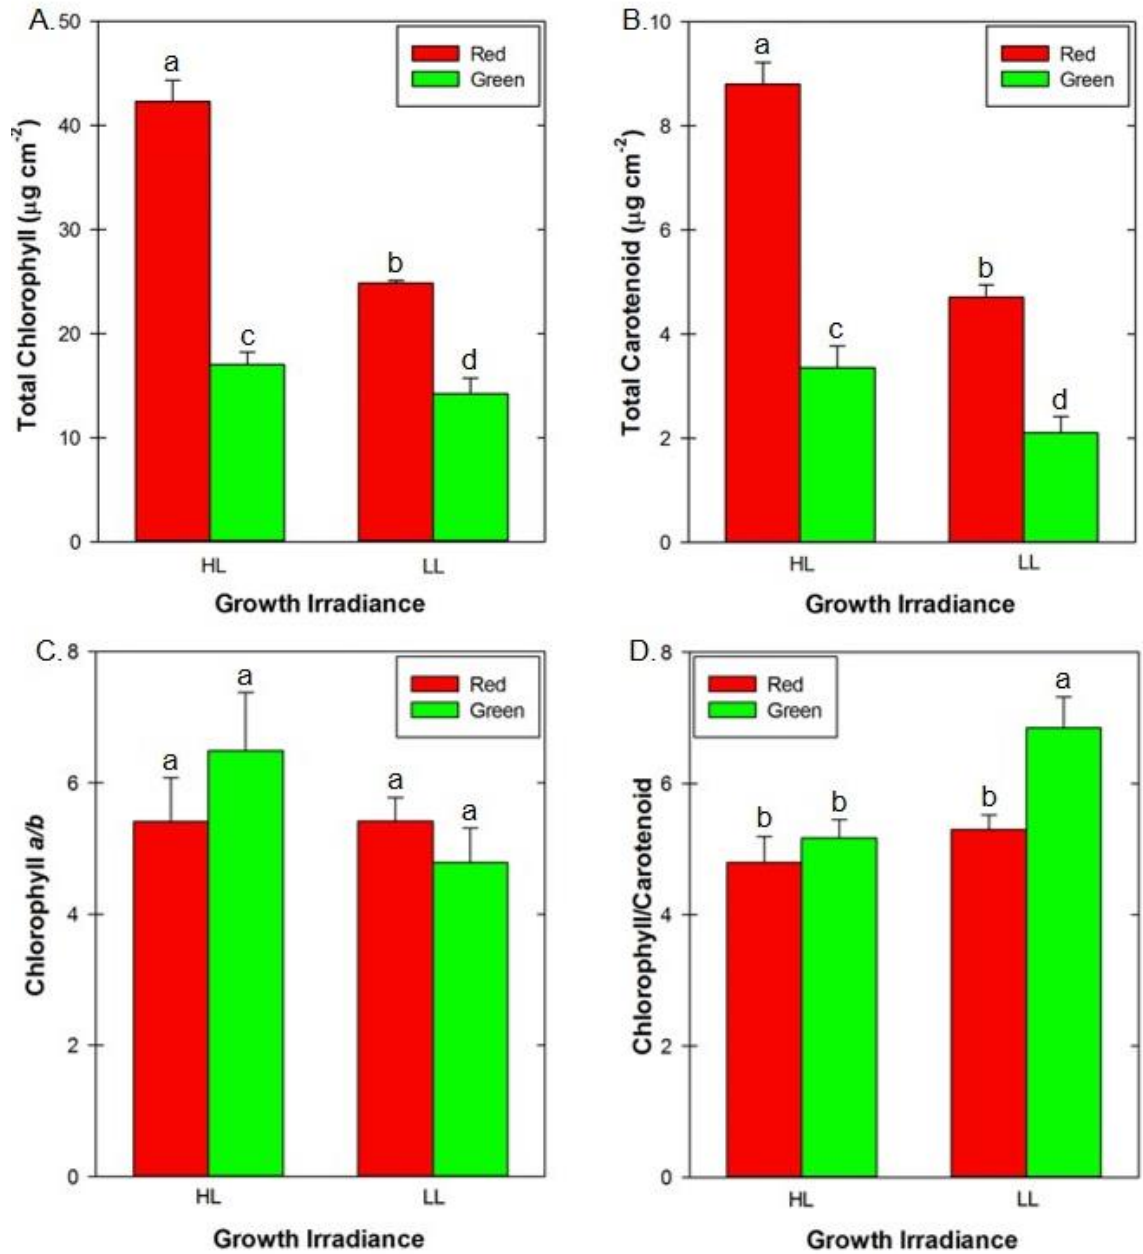 A.
50
40
30
20
10
0
Total Chlorophyll (μg cm-2)
Red
Green
a
c
b
d
HL
LL
Growth Irradiance
B.
10
8
6
4
2
0
Total Carotenoid (μg cm-2)
Red
Green
a
c
b
d
HL
LL
Growth Irradiance
C.
8
6
4
2
0
Chlorophyll a/b
Red
Green
a
a
a
a
HL
LL
Growth Irradiance
D.
8
6
4
2
0
Chlorophyll/Carotenoid
Red
Green
b
b
b
a
HL
LL
Growth Irradiance